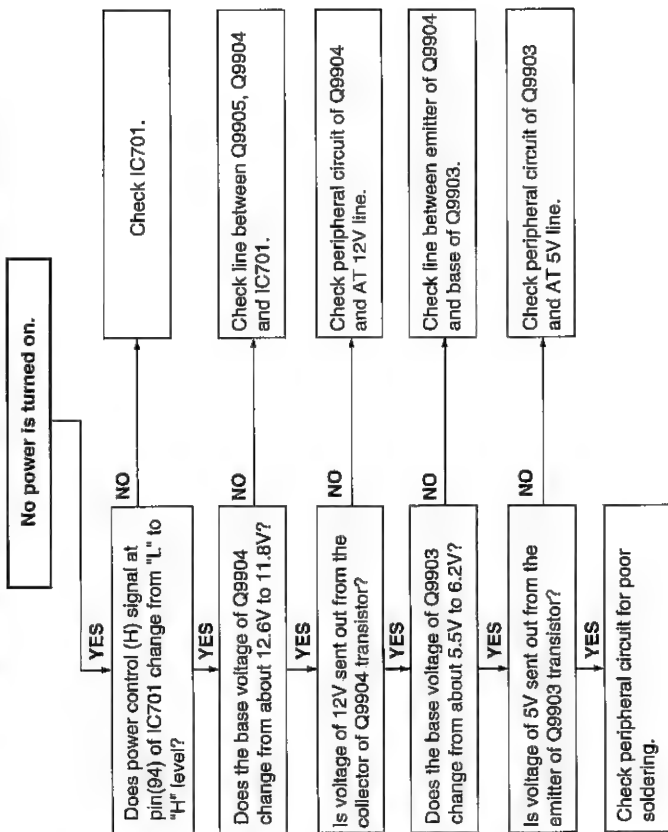 No power is turned on.
YES
Does power control (H) signal at
pin(94) of IC701 change from "L" to
"H" level?
NO
Check IC701.
YES
Does the base voltage of Q9904
change from about 12.6V to 11.8V?
NO
Check line between Q9905, Q9904
and IC701.
YES
Is voltage of 12V sent out from the
collector of Q9904 transistor?
NO
Check peripheral circuit of Q9904
and AT 12V line.
YES
Does the base voltage of Q9903
change from about 5.5V to 6.2V?
NO
Check line between emitter of Q9904
and base of Q9903.
YES
Is voltage of 5V sent out from the
emitter of Q9903 transistor?
NO
Check peripheral circuit of Q9903
and AT 5V line.
YES
Check peripheral circuit for poor
soldering.